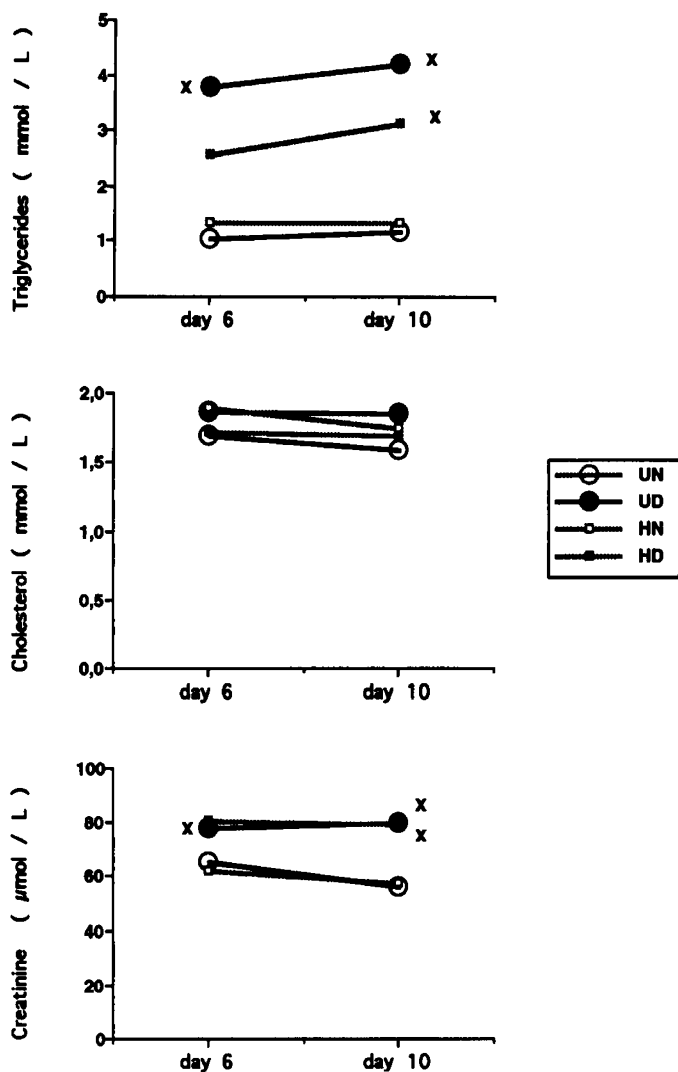 Triglycerides ( mmol / L )
5
4
3
2
1
0
x
x
x
day 6
day 10
Cholesterol ( mmol / L )
2,0
1,5
1,0
0,5
0,0
day 6
day 10
UN
UD
HN
HD
Creatinine ( µmol / L )
100
80
60
40
20
0
x
x
x
day 6
day 10